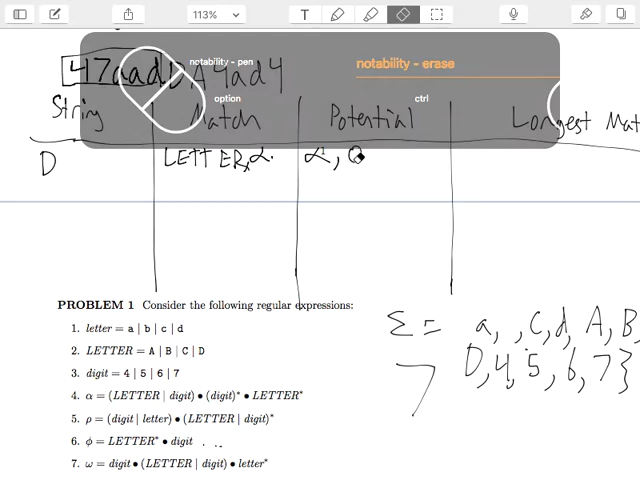 113%
T
notability - pen
notability - erase
47aadDA4ad4
option
ctrl
String Match Potential Longest Mat
D LETTER, α. α,
PROBLEM 1 Consider the following regular expressions:
1. letter = a | b | c | d
2. LETTER = A | B | C | D
3. digit = 4 | 5 | 6 | 7
4. α = (LETTER | digit) • (digit)* • LETTER*
5. ρ = (digit | letter) • (LETTER | digit)*
6. ϕ = LETTER* • digit
7. ω = digit • (LETTER | digit) • letter*
Σ = a, , C, d, A, B,
D, 4, 5, 6, 7}